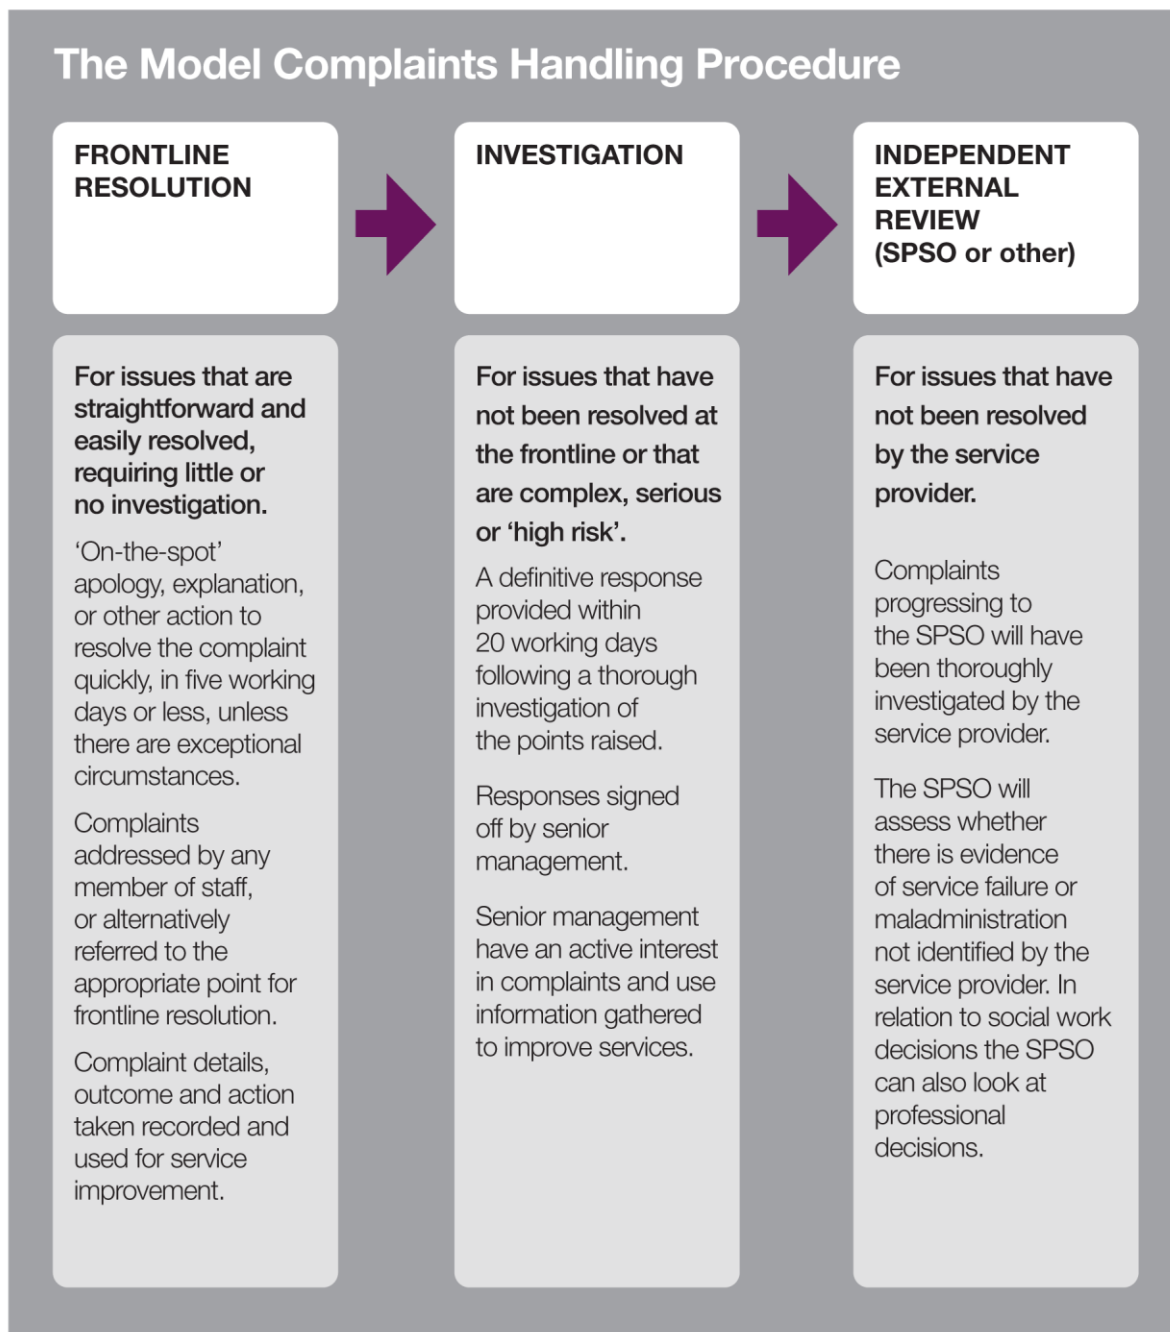 The Model Complaints Handling Procedure
FRONTLINE
RESOLUTION
INVESTIGATION
INDEPENDENT
EXTERNAL
REVIEW
(SPSO or other)
For issues that are
straightforward and
easily resolved,
requiring little or
no investigation.
‘On-the-spot’
apology, explanation,
or other action to
resolve the complaint
quickly, in five working
days or less, unless
there are exceptional
circumstances.
Complaints
addressed by any
member of staff,
or alternatively
referred to the
appropriate point for
frontline resolution.
Complaint details,
outcome and action
taken recorded and
used for service
improvement.
For issues that have
not been resolved at
the frontline or that
are complex, serious
or ‘high risk’.
A definitive response
provided within
20 working days
following a thorough
investigation of
the points raised.
Responses signed
off by senior
management.
Senior management
have an active interest
in complaints and use
information gathered
to improve services.
For issues that have
not been resolved
by the service
provider.
Complaints
progressing to
the SPSO will have
been thoroughly
investigated by the
service provider.
The SPSO will
assess whether
there is evidence
of service failure or
maladministration
not identified by the
service provider. In
relation to social work
decisions the SPSO
can also look at
professional
decisions.